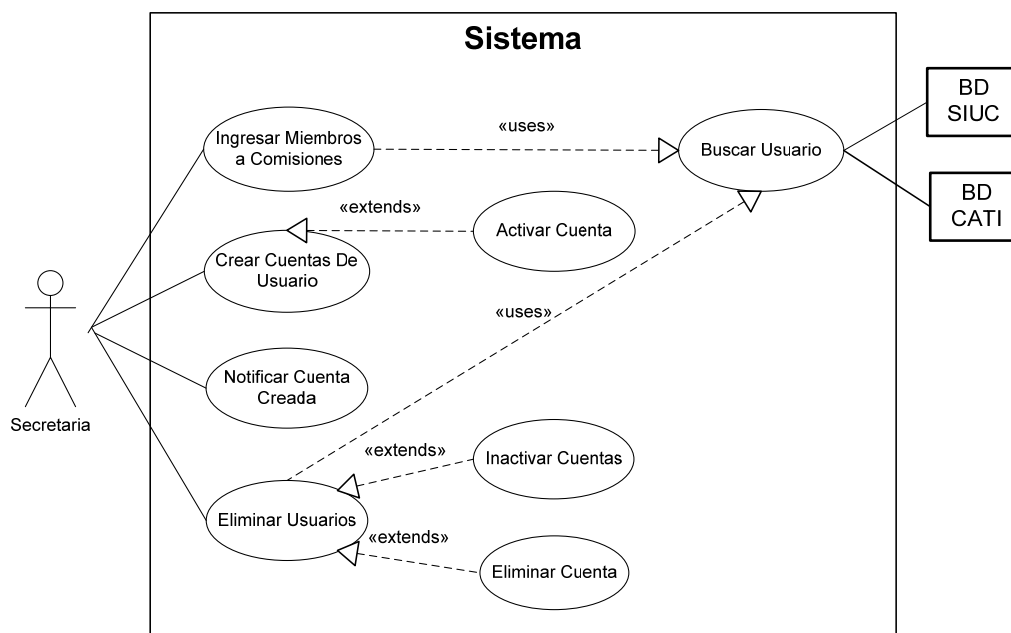 Sistema
BD
SIUC
Ingresar Miembros
a Comisiones
«uses»
Buscar Usuario
BD
CATI
«extends»
Activar Cuenta
Crear Cuentas De
Usuario
«uses»
Notificar Cuenta
Creada
Secretaria
«extends»
Inactivar Cuentas
Eliminar Usuarios
«extends»
Eliminar Cuenta